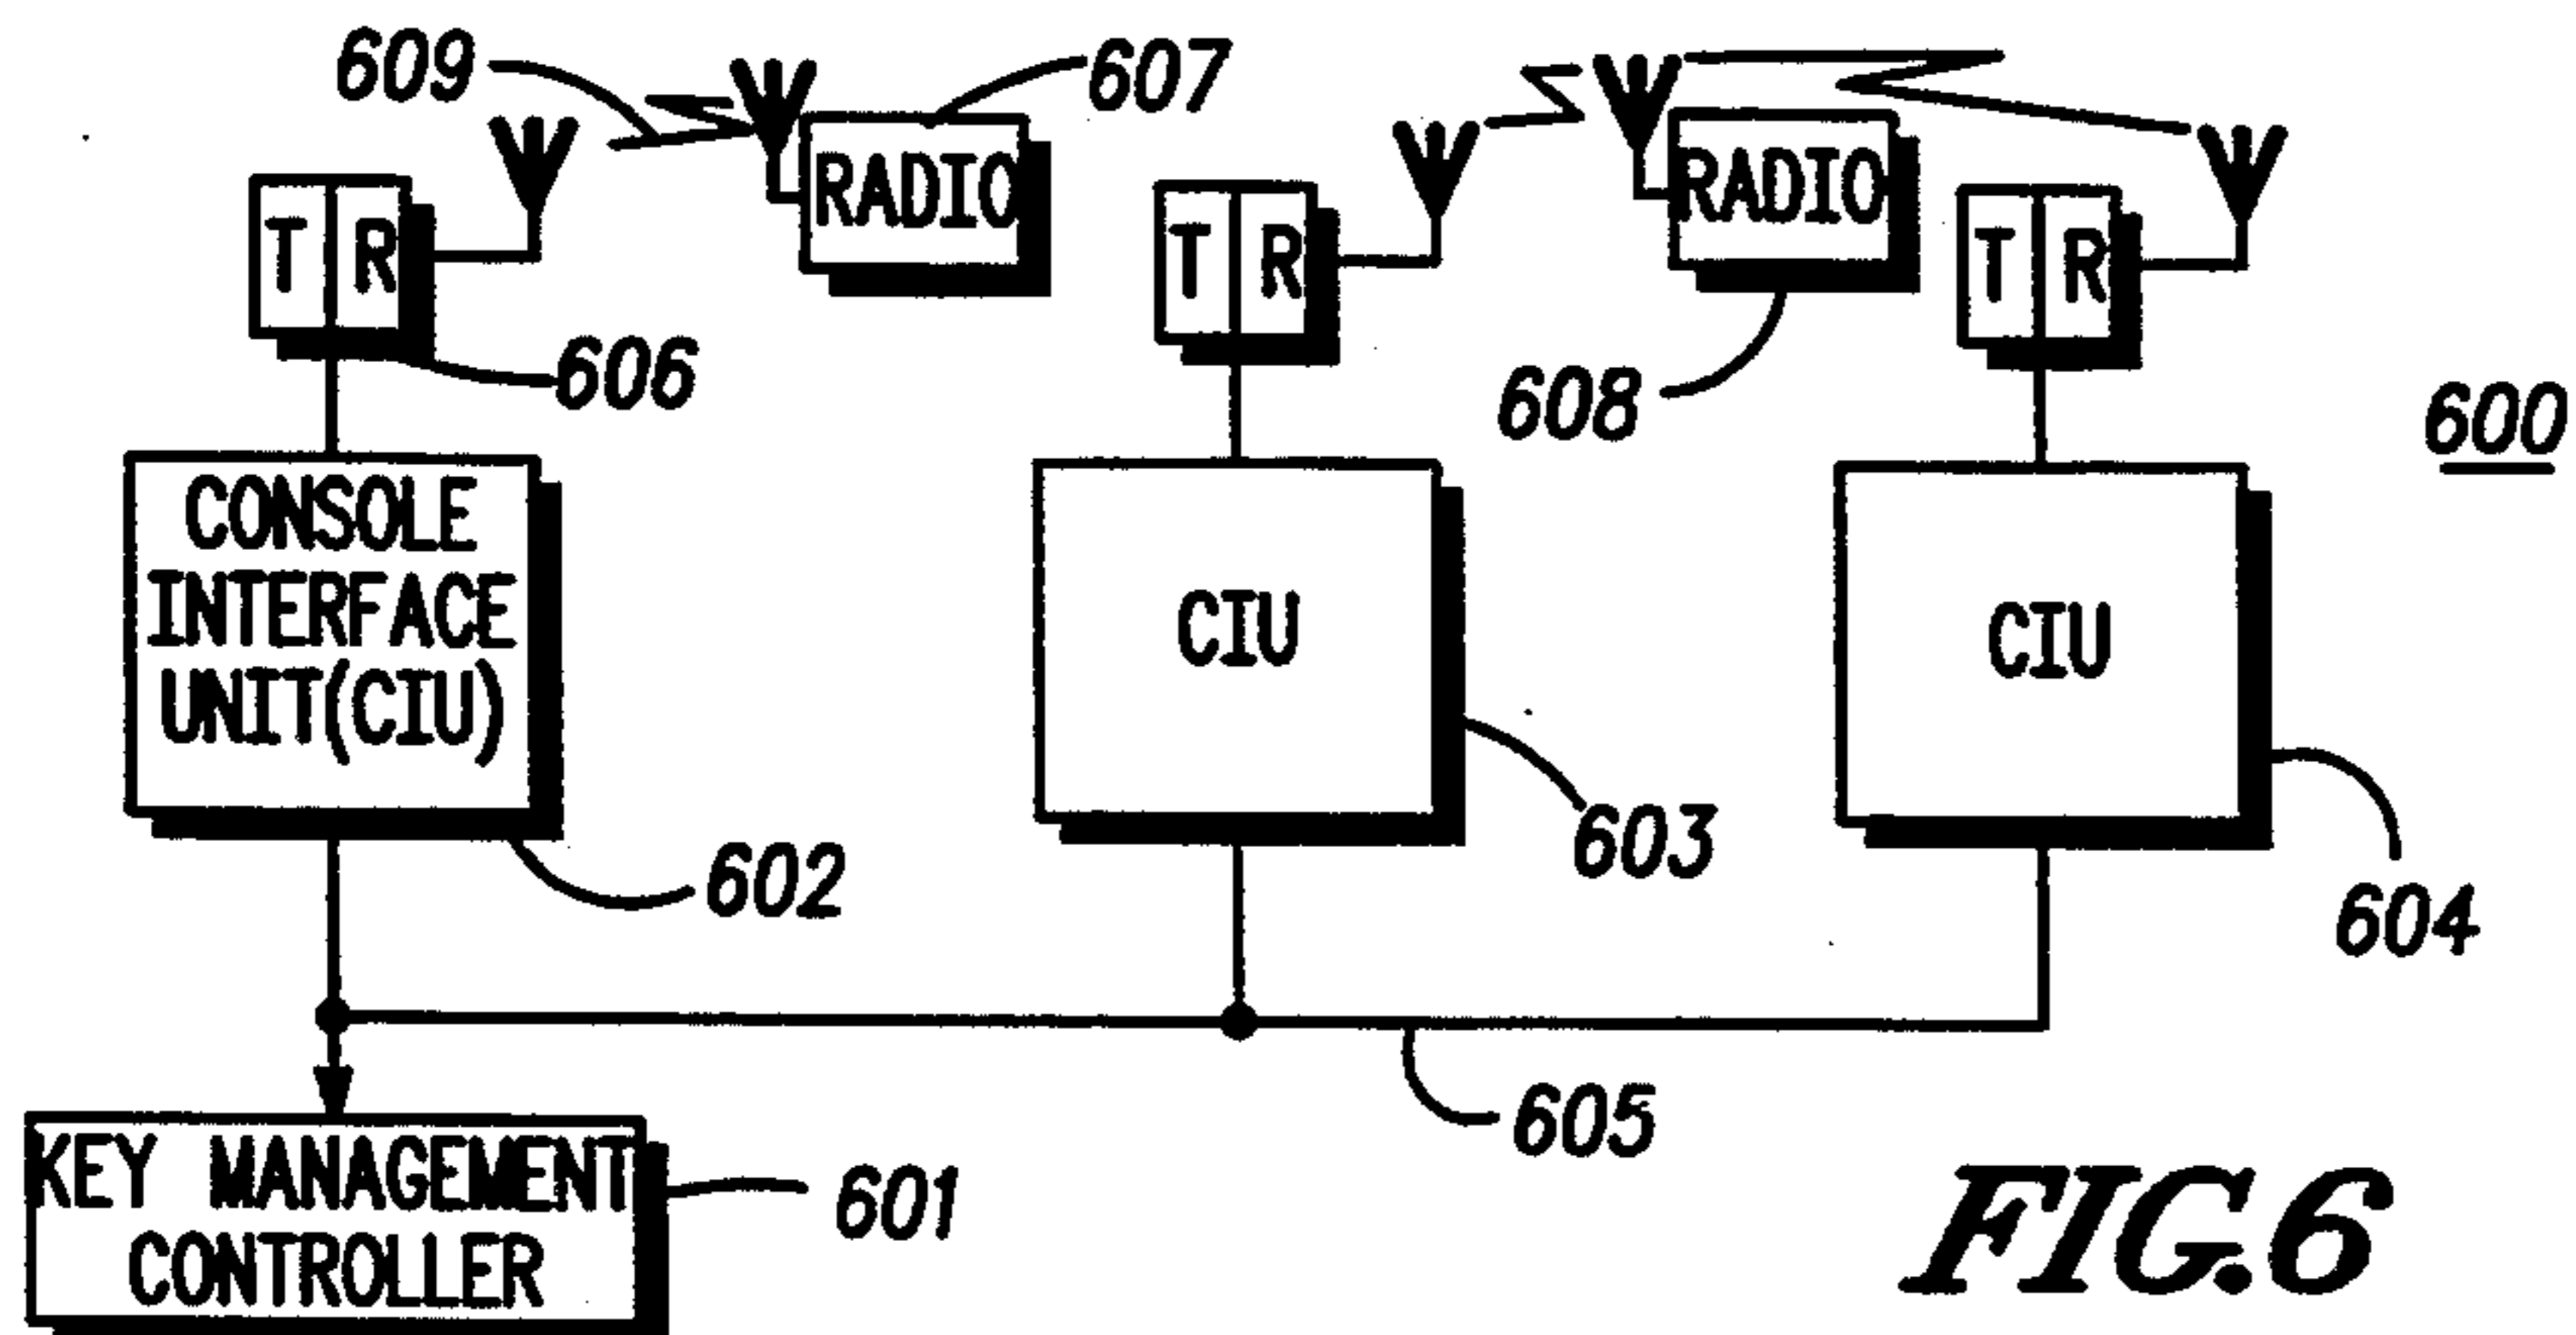 609
607
RADIO
RADIO
T R
T R
T R
606
608
600
CONSOLE
INTERFACE
UNIT(CIU)
CIU
CIU
602
603
604
605
KEY MANAGEMENT
CONTROLLER
601
FIG.6